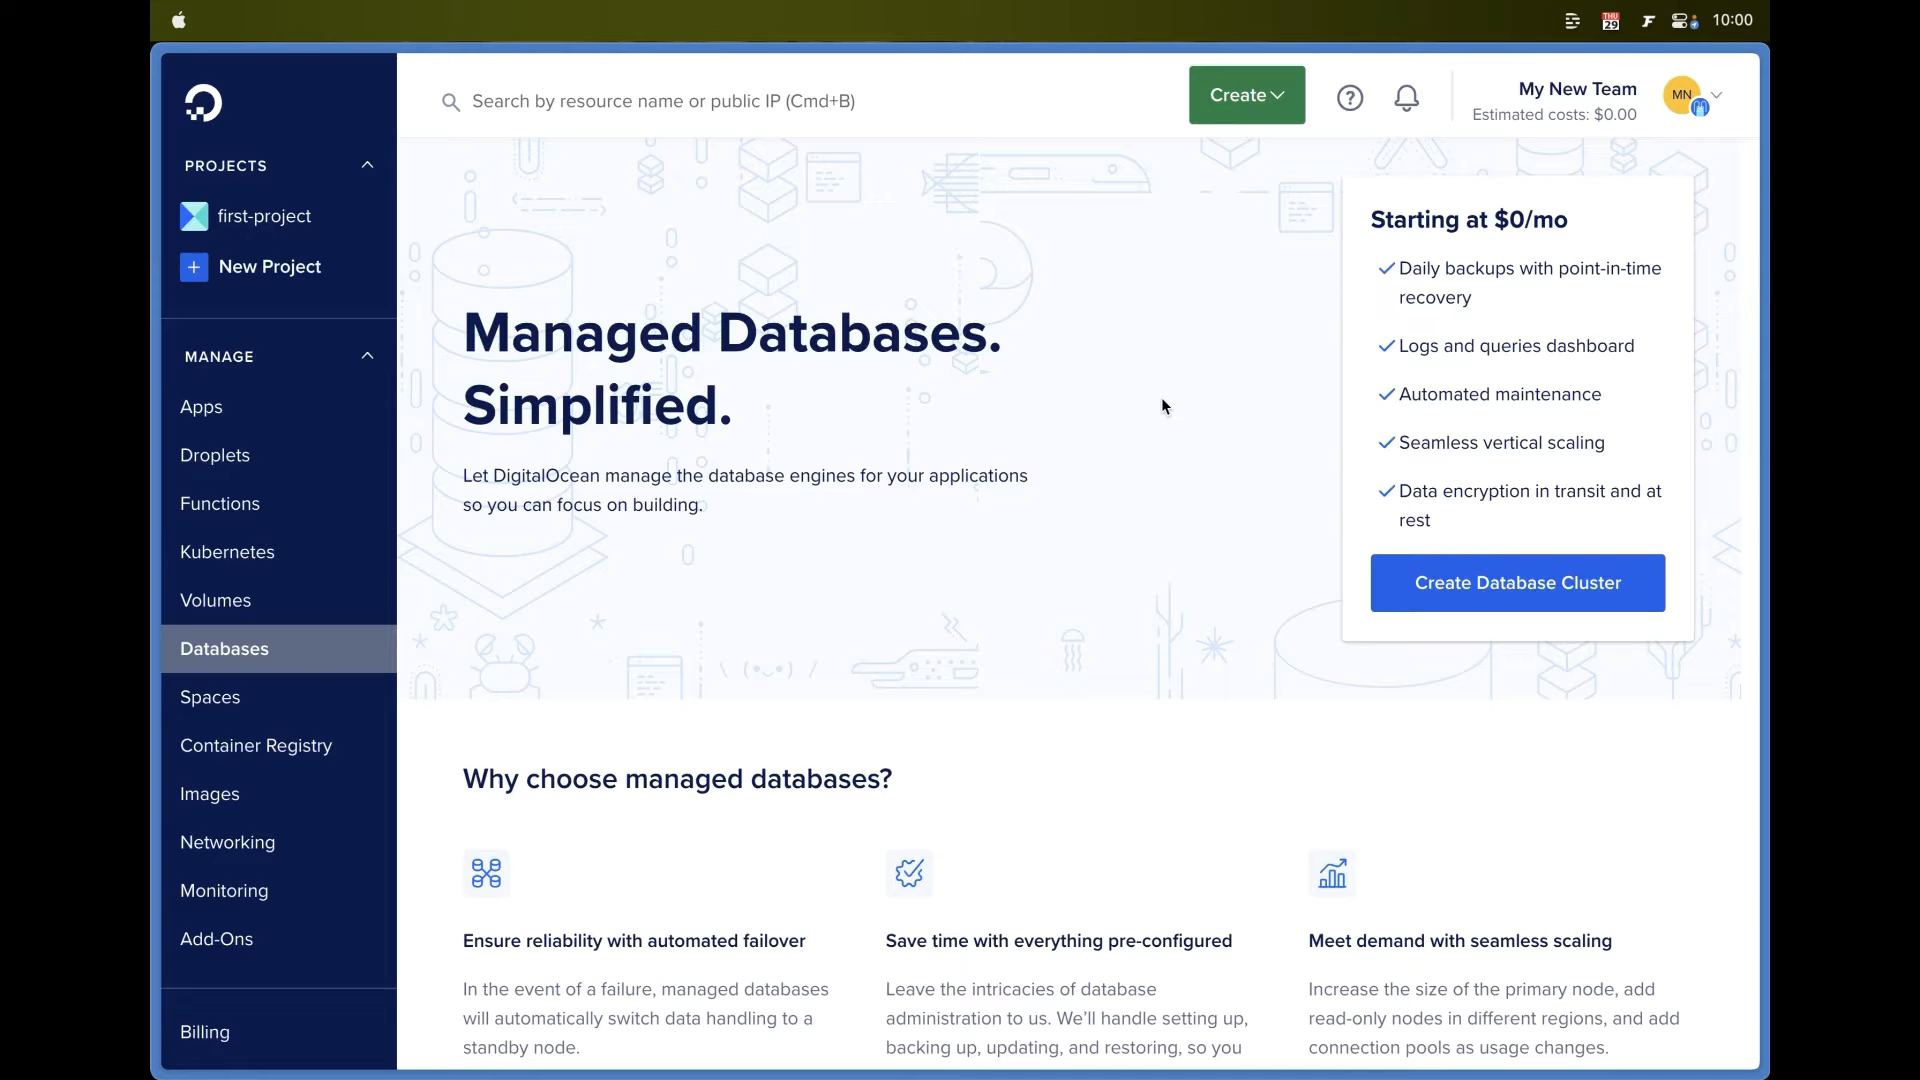 10:00
THU
29
Search by resource name or public IP (Cmd+B)
Create
My New Team
Estimated costs: $0.00
MN
PROJECTS
first-project
New Project
MANAGE
Apps
Droplets
Functions
Kubernetes
Volumes
Databases
Spaces
Container Registry
Images
Networking
Monitoring
Add-Ons
Billing
Managed Databases.
Simplified.
Let DigitalOcean manage the database engines for your applications
so you can focus on building.
Starting at $0/mo
Daily backups with point-in-time
recovery
Logs and queries dashboard
Automated maintenance
Seamless vertical scaling
Data encryption in transit and at
rest
Create Database Cluster
Why choose managed databases?
Ensure reliability with automated failover
In the event of a failure, managed databases
will automatically switch data handling to a
standby node.
Save time with everything pre-configured
Leave the intricacies of database
administration to us. We’ll handle setting up,
backing up, updating, and restoring, so you
Meet demand with seamless scaling
Increase the size of the primary node, add
read-only nodes in different regions, and add
connection pools as usage changes.